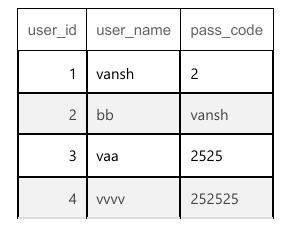 user_id user_name pass_code
1 vansh 2
2 bb vansh
3 vaa 2525
4 vvvv 252525